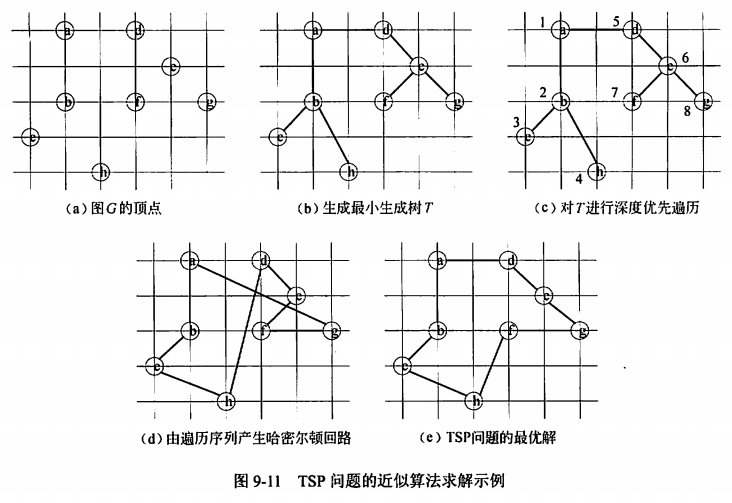 a d a d 1 a 5 d
e e e 6
b f g b f g 2 b 7 f g
8
3
c c c
h h 4 h
(a) 图G的顶点 (b) 生成最小生成树T (c) 对T进行深度优先遍历
a d a d
e e
b f g b f g
c c
h h
(d) 由遍历序列产生哈密尔顿回路 (e) TSP问题的最优解
图 9-11 TSP 问题的近似算法求解示例